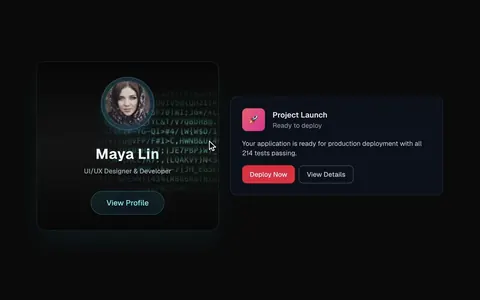 Maya Lin
UI/UX Designer & Developer
View Profile
Project Launch
Ready to deploy
Your application is ready for production deployment with all
214 tests passing.
Deploy Now
View Details